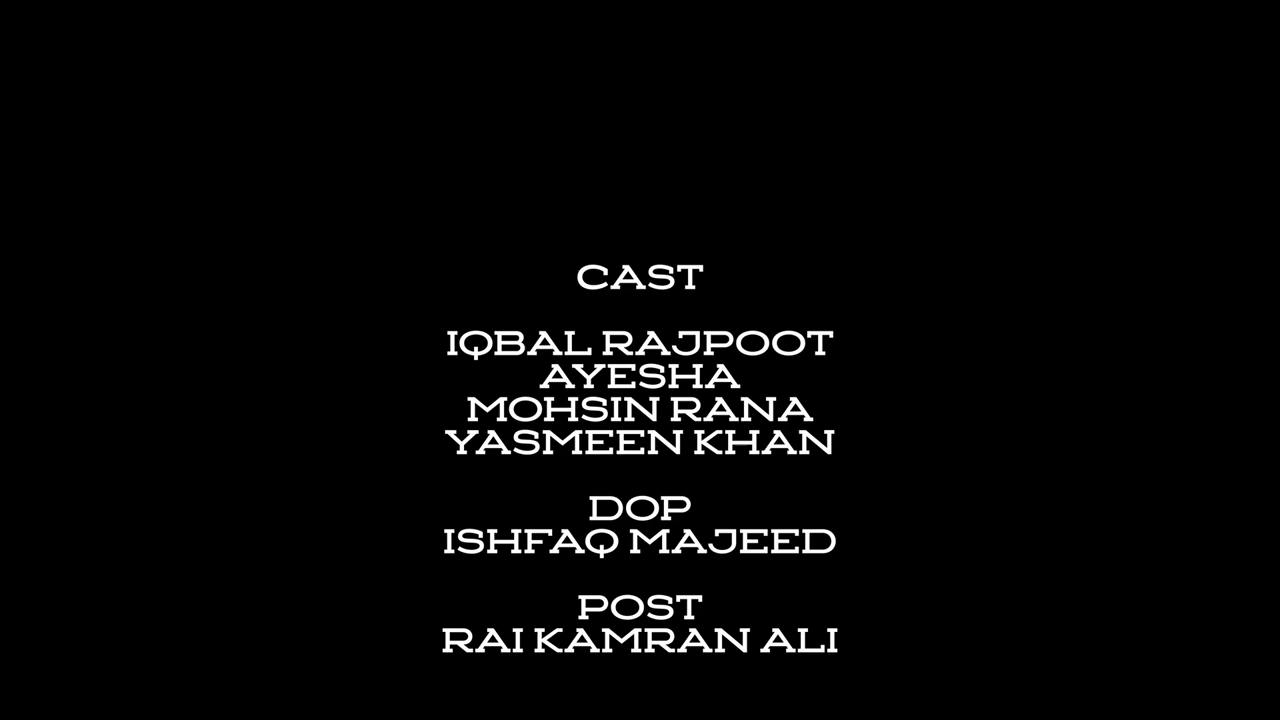 CAST
IQBAL RAJPOOT
AYESHA
MOHSIN RANA
YASMEEN KHAN
DOP
ISHFAQ MAJEED
POST
RAI KAMRAN ALI